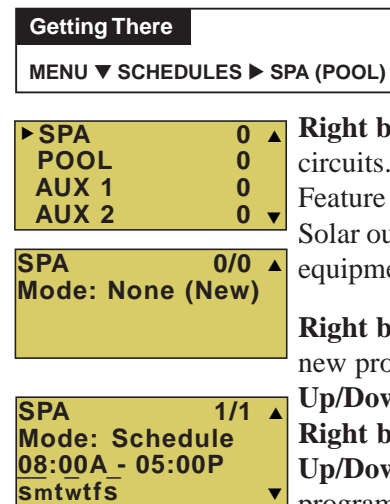 Getting There
MENU ▼ SCHEDULES ▶ SPA (POOL)
▶SPA 0 ▲
POOL 0
AUX 1 0
AUX 2 0 ▼
SPA 0/0 ▲
Mode: None (New)
SPA 1/1 ▲
Mode: Schedule
08:00A - 05:00P
smtwtfs ▼
Right b
circuits.
Feature
Solar ou
equipme
Right b
new pro
Up/Dow
Right b
Up/Dow
program